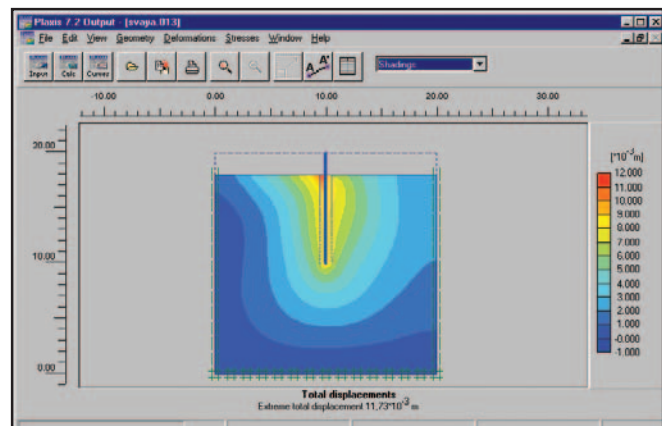 Plaxis 7.2 Output - [svapa.013]
File Edit View Geometry Deformations Stresses Window Help
Input Calc Curves A A* Shadings
-10.00 0.00 10.00 20.00 30.00
20.00
10.00
0.00
[*10⁻³m]
12.000
11.000
10.000
9.000
8.000
7.000
6.000
5.000
4.000
3.000
2.000
1.000
-0.000
-1.000
Total displacements
Extreme total displacement 11,73*10⁻³ m